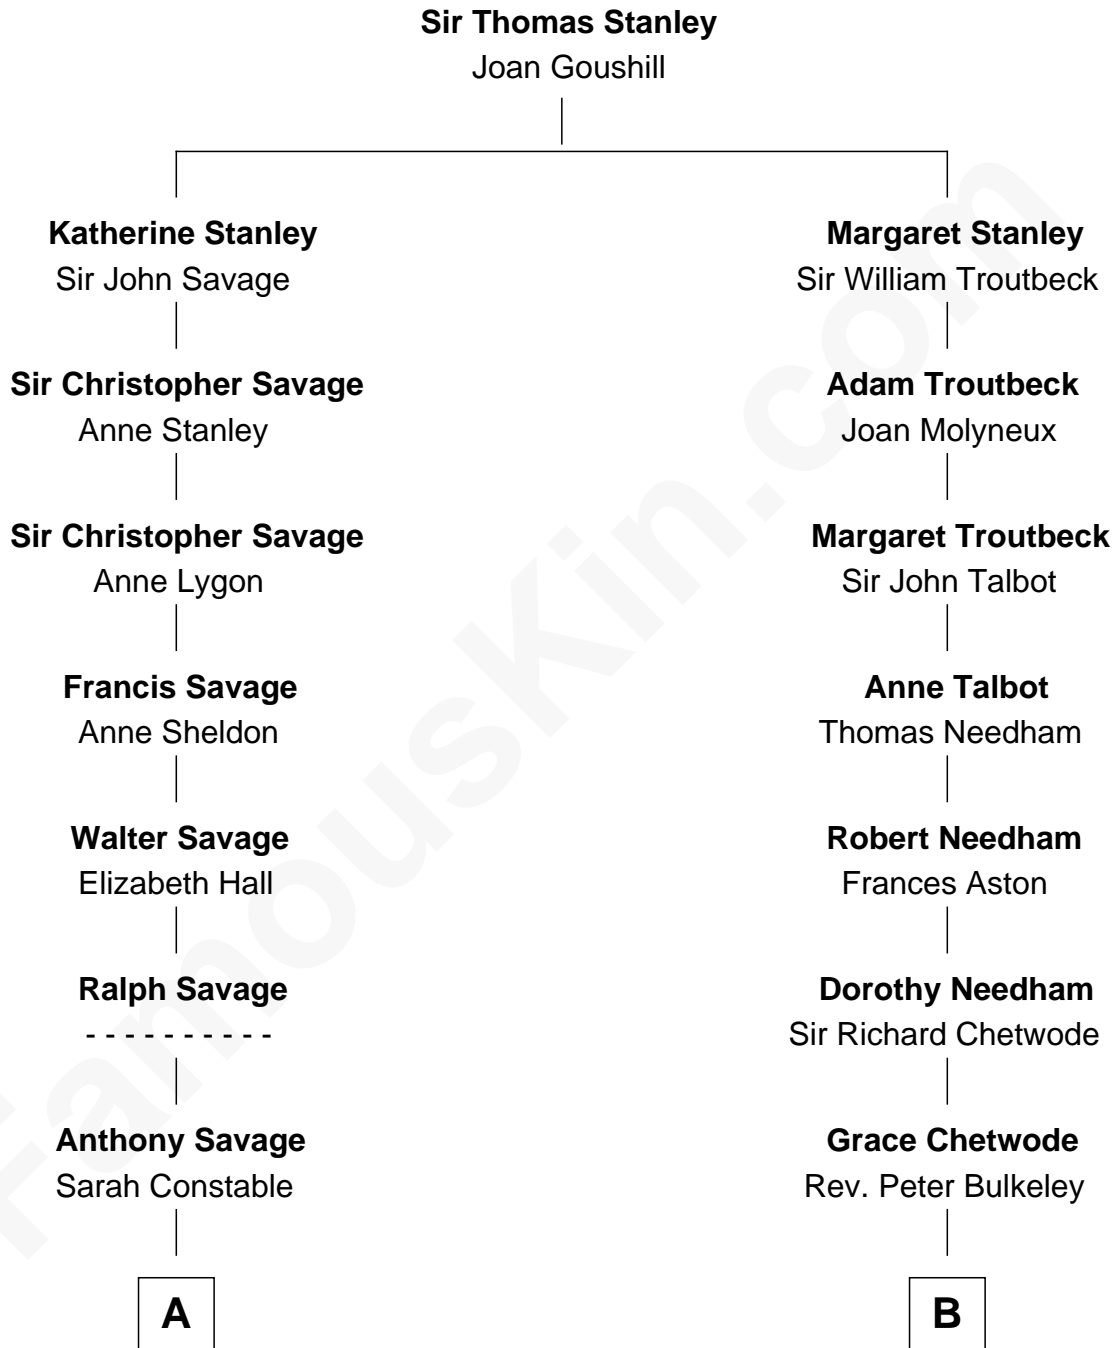 Sir Thomas Stanley
Joan Goushill
Katherine Stanley
Sir John Savage
Margaret Stanley
Sir William Troutbeck
Sir Christopher Savage
Anne Stanley
Adam Troutbeck
Joan Molyneux
Sir Christopher Savage
Anne Lygon
Margaret Troutbeck
Sir John Talbot
Francis Savage
Anne Sheldon
Anne Talbot
Thomas Needham
Walter Savage
Elizabeth Hall
Robert Needham
Frances Aston
Ralph Savage
- - - - - - - - - -
Dorothy Needham
Sir Richard Chetwode
Anthony Savage
Sarah Constable
Grace Chetwode
Rev. Peter Bulkeley
A
B
FamousKin.com